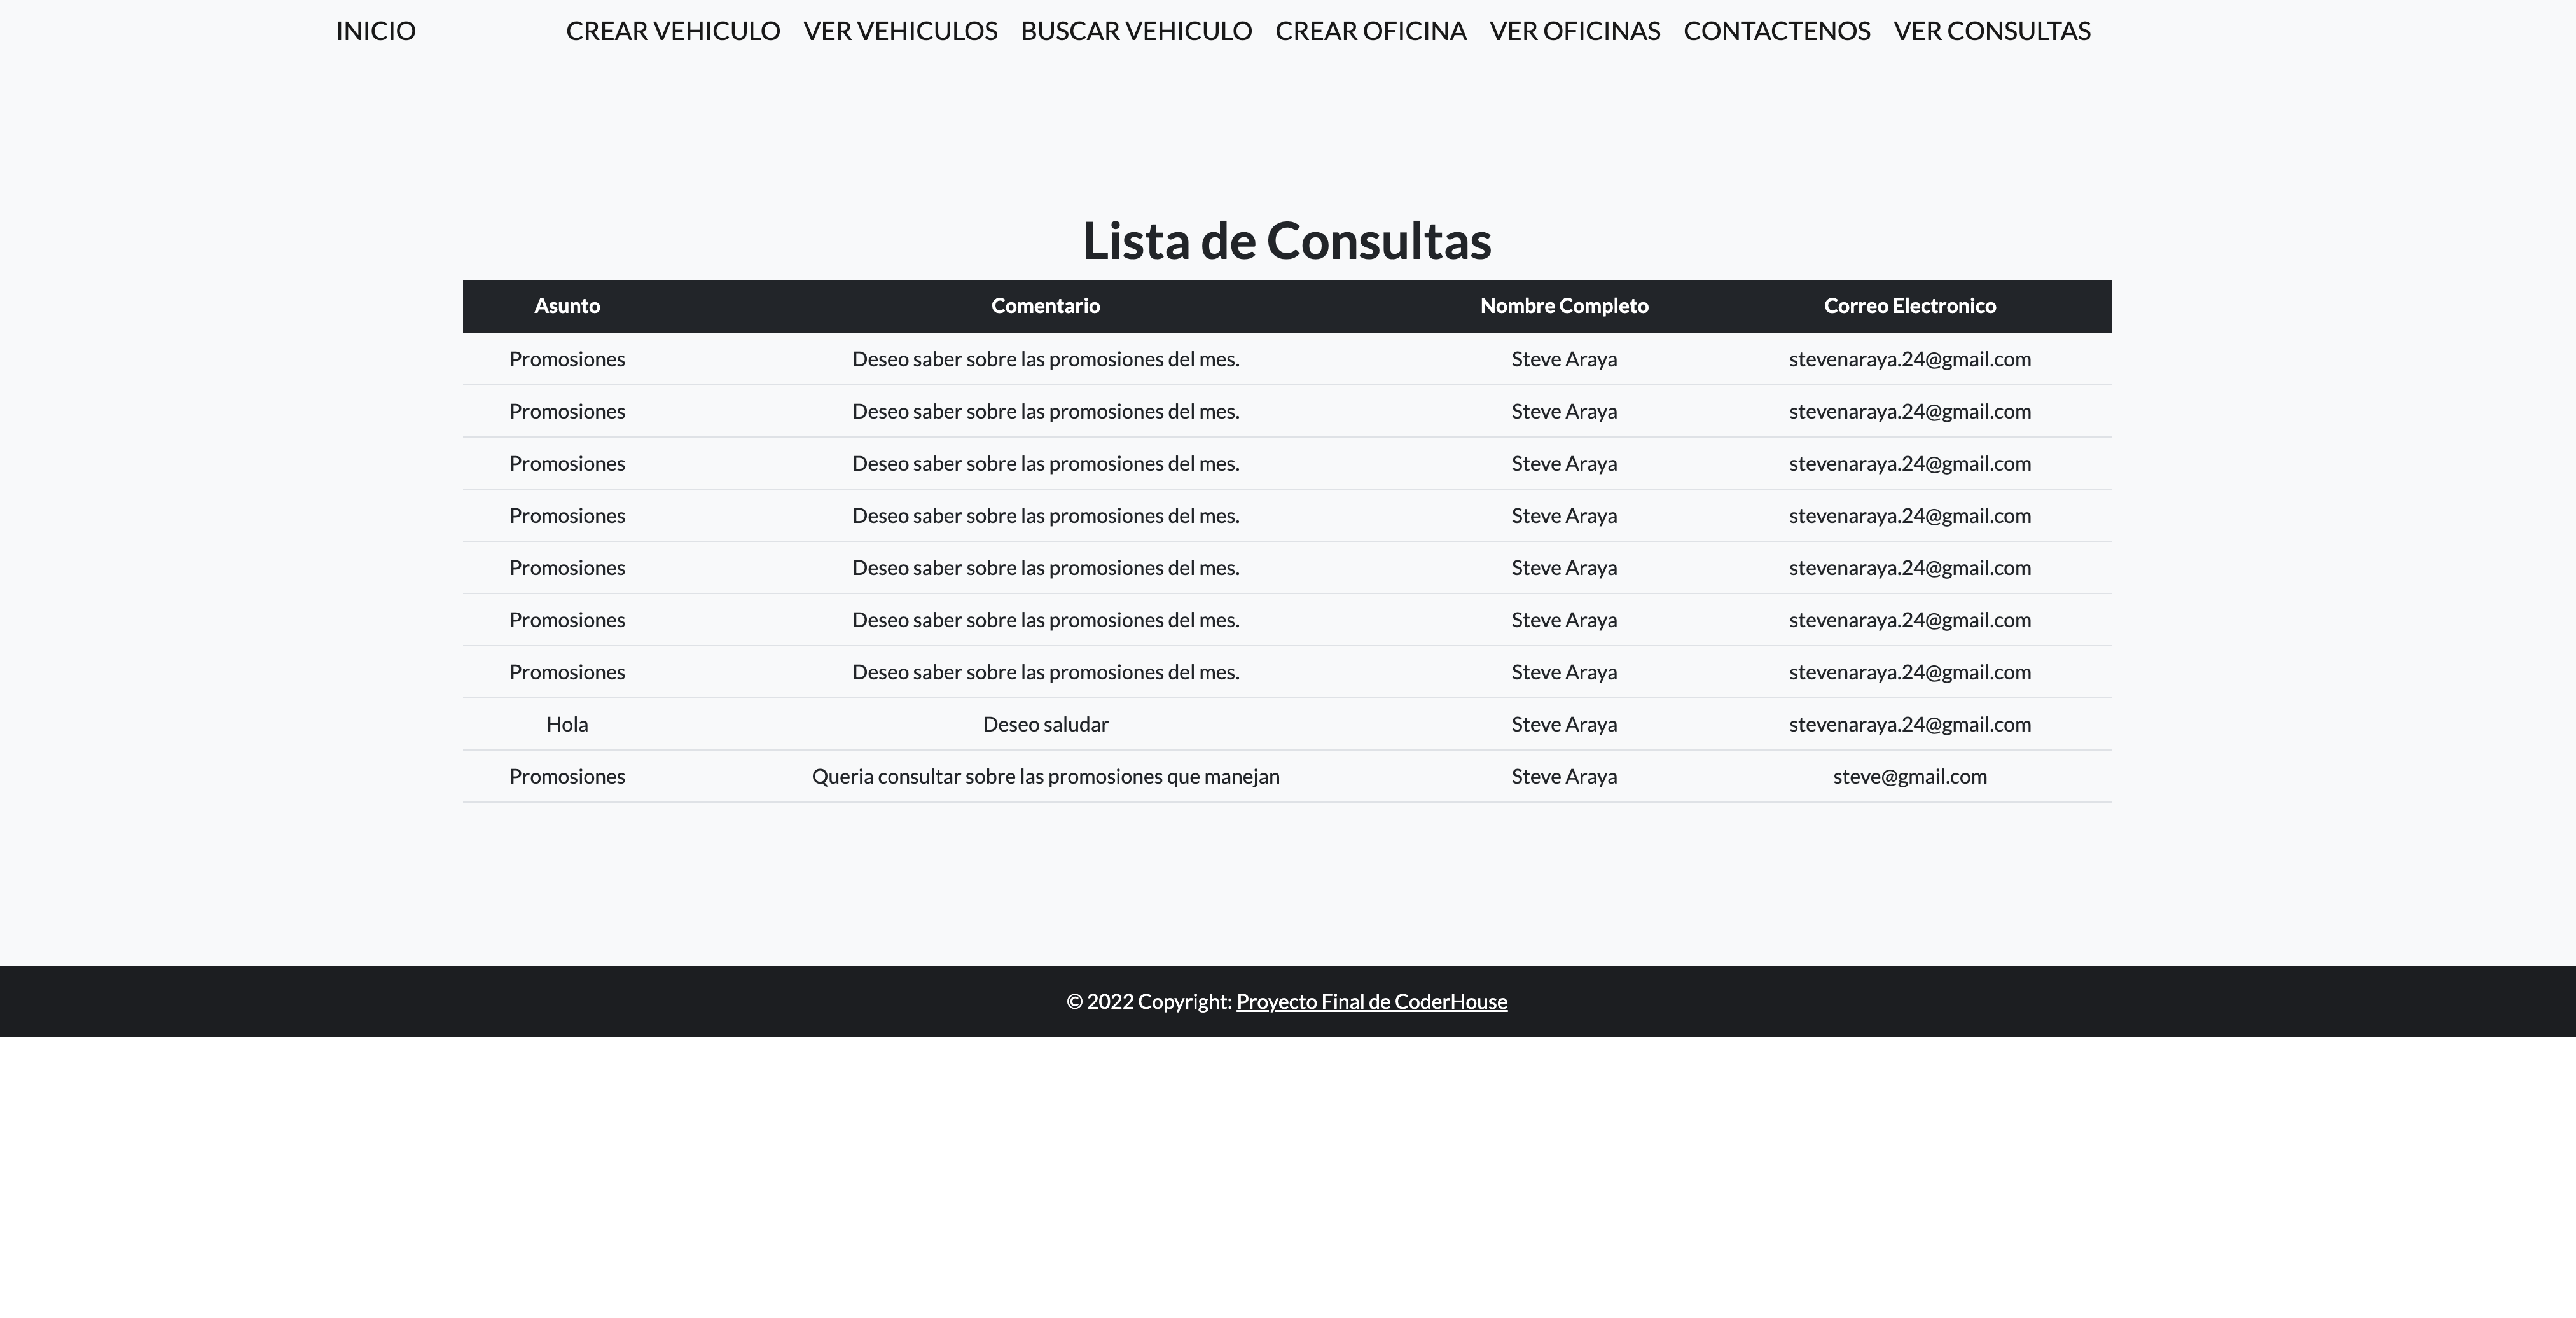 INICIO CREAR VEHICULO VER VEHICULOS BUSCAR VEHICULO CREAR OFICINA VER OFICINAS CONTACTENOS VER CONSULTAS
Lista de Consultas
Asunto Comentario Nombre Completo Correo Electronico
Promosiones Deseo saber sobre las promosiones del mes. Steve Araya stevenaraya.24@gmail.com
Promosiones Deseo saber sobre las promosiones del mes. Steve Araya stevenaraya.24@gmail.com
Promosiones Deseo saber sobre las promosiones del mes. Steve Araya stevenaraya.24@gmail.com
Promosiones Deseo saber sobre las promosiones del mes. Steve Araya stevenaraya.24@gmail.com
Promosiones Deseo saber sobre las promosiones del mes. Steve Araya stevenaraya.24@gmail.com
Promosiones Deseo saber sobre las promosiones del mes. Steve Araya stevenaraya.24@gmail.com
Promosiones Deseo saber sobre las promosiones del mes. Steve Araya stevenaraya.24@gmail.com
Hola Deseo saludar Steve Araya stevenaraya.24@gmail.com
Promosiones Queria consultar sobre las promosiones que manejan Steve Araya steve@gmail.com
© 2022 Copyright: Proyecto Final de CoderHouse